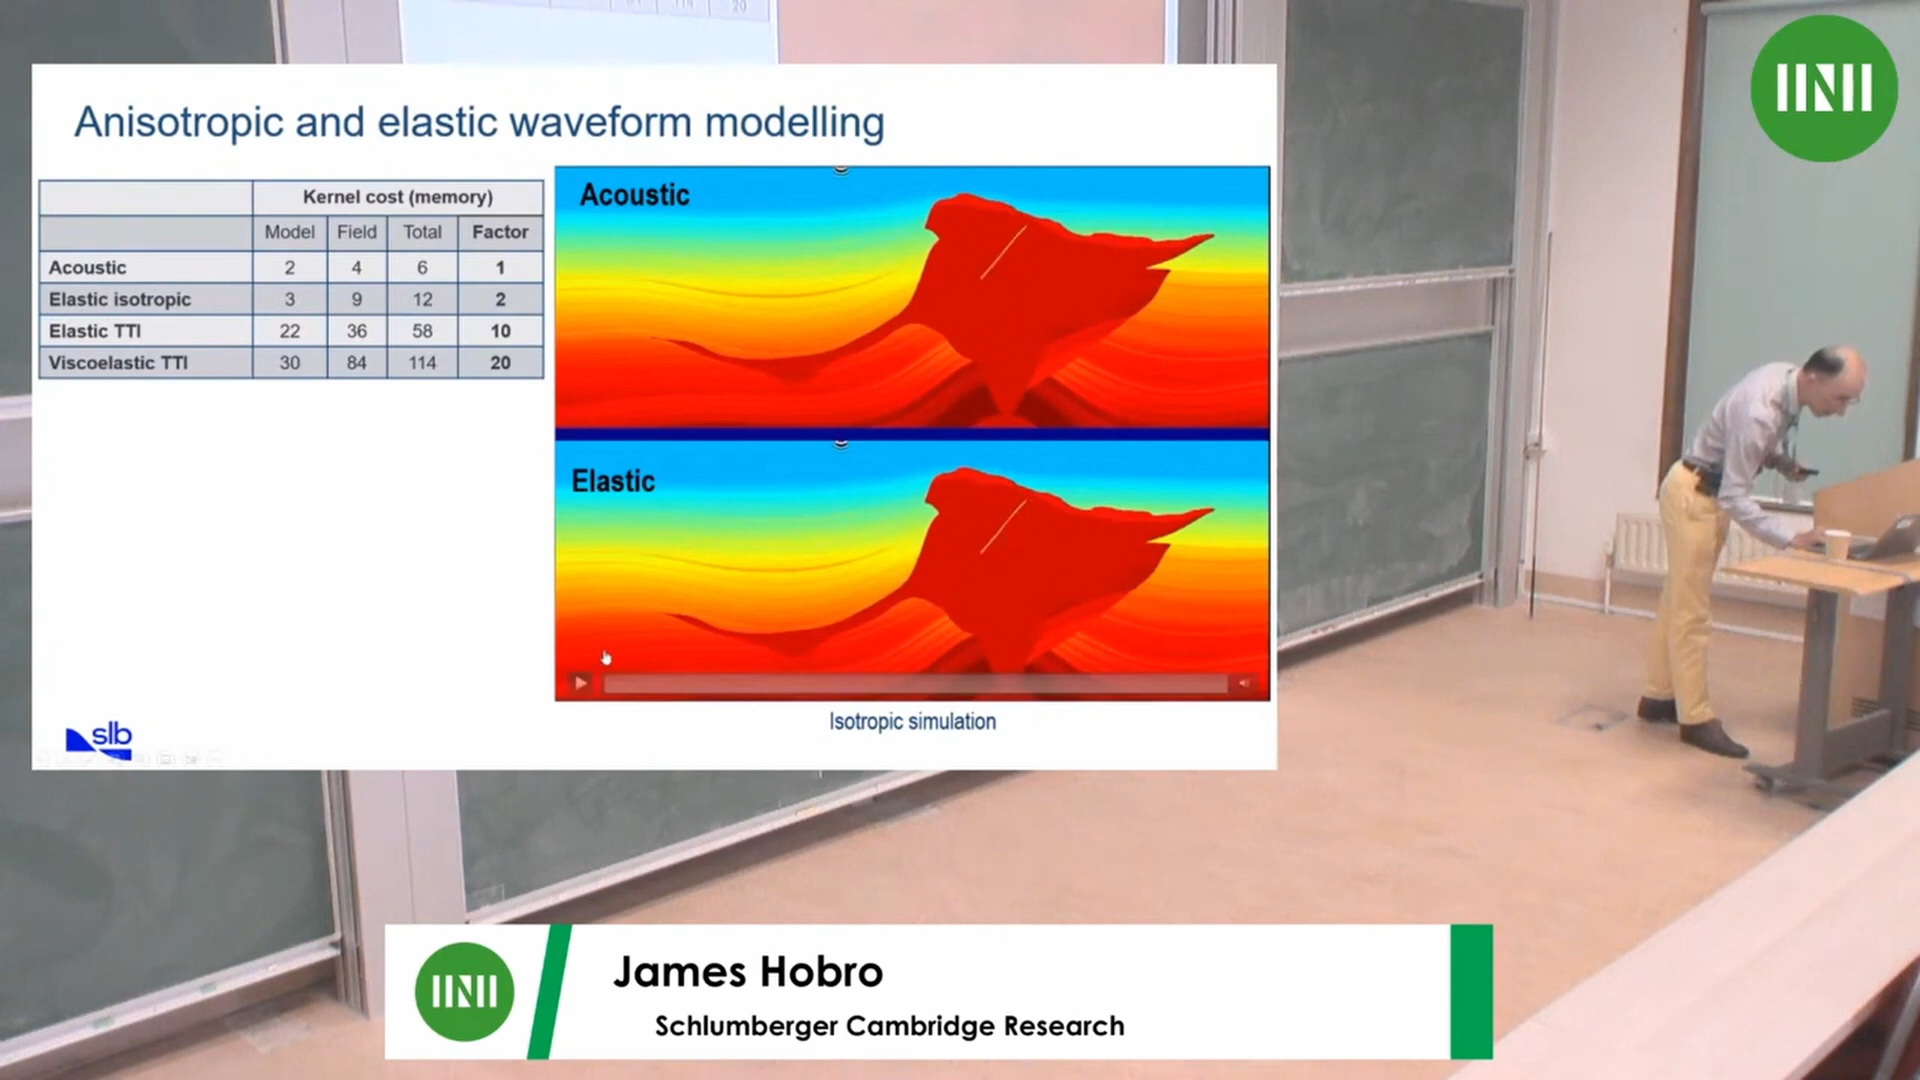 114 20
Anisotropic and elastic waveform modelling
Kernel cost (memory)
Model Field Total Factor
Acoustic 2 4 6 1
Elastic isotropic 3 9 12 2
Elastic TTI 22 36 58 10
Viscoelastic TTI 30 84 114 20
Acoustic
Elastic
Isotropic simulation
slb
James Hobro
Schlumberger Cambridge Research